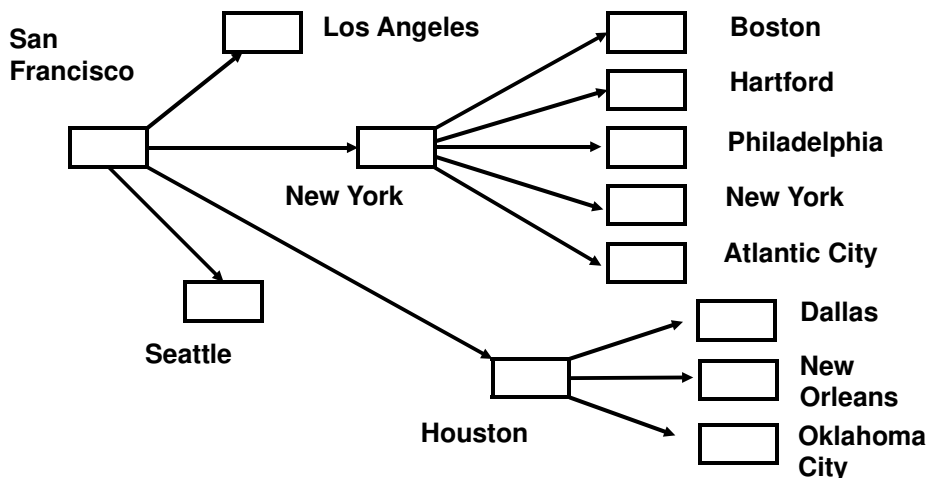 San
Francisco
Los Angeles
Boston
Hartford
Philadelphia
New York
New York
Atlantic City
Seattle
Houston
Dallas
New
Orleans
Oklahoma
City